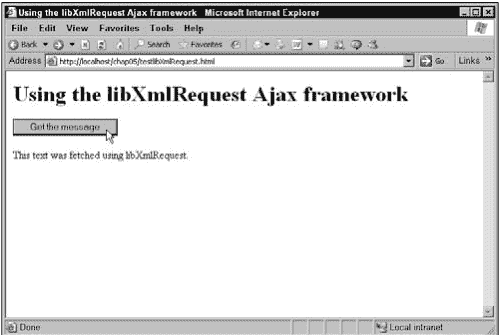 Using the libXmlRequest Ajax framework Microsoft Internet Explorer
File Edit View Favorites Tools Help
Back Search Favorites
Address http://localhost/chap05/testlibXmlRequest.html Go Links »
Using the libXmlRequest Ajax framework
Get the message
This text was fetched using libXmlRequest.
Done Local intranet